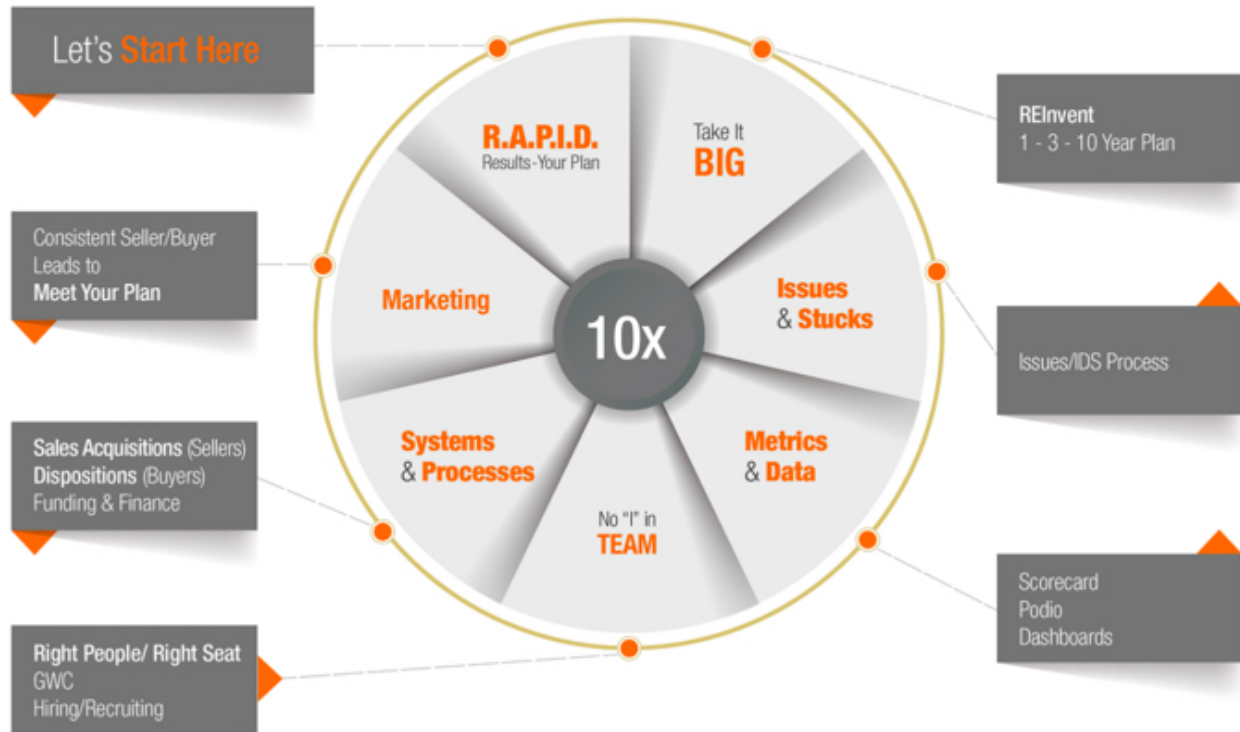 Let's Start Here
Consistent Seller/Buyer
Leads to
Meet Your Plan
Sales Acquisitions (Sellers)
Dispositions (Buyers)
Funding & Finance
Right People/ Right Seat
GWC
Hiring/Recruiting
R.A.P.I.D.
Results-Your Plan
Take It
BIG
Marketing
Issues
& Stucks
10x
Systems
& Processes
Metrics
& Data
No "I" in
TEAM
REInvent
1 - 3 - 10 Year Plan
Issues/IDS Process
Scorecard
Podio
Dashboards